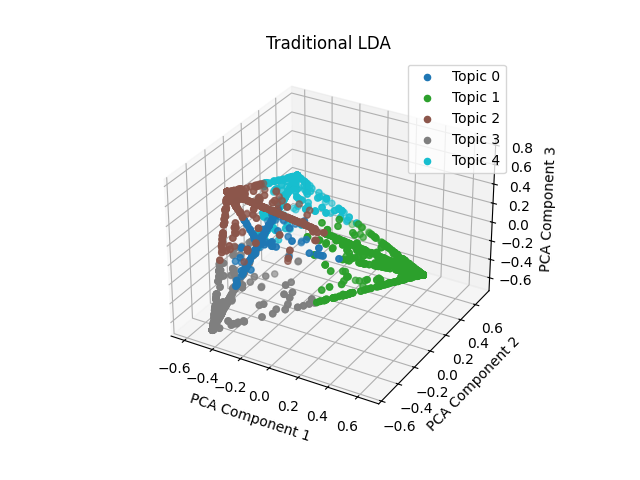 Traditional LDA
Topic 0
Topic 1
Topic 2
Topic 3
Topic 4
0.8
0.6
0.4
0.2
0.0
−0.2
−0.4
−0.6
PCA Component 3
0.6
0.4
0.2
0.0
−0.2
−0.4
−0.6
PCA Component 2
−0.6
−0.4
−0.2
0.0
0.2
0.4
0.6
PCA Component 1